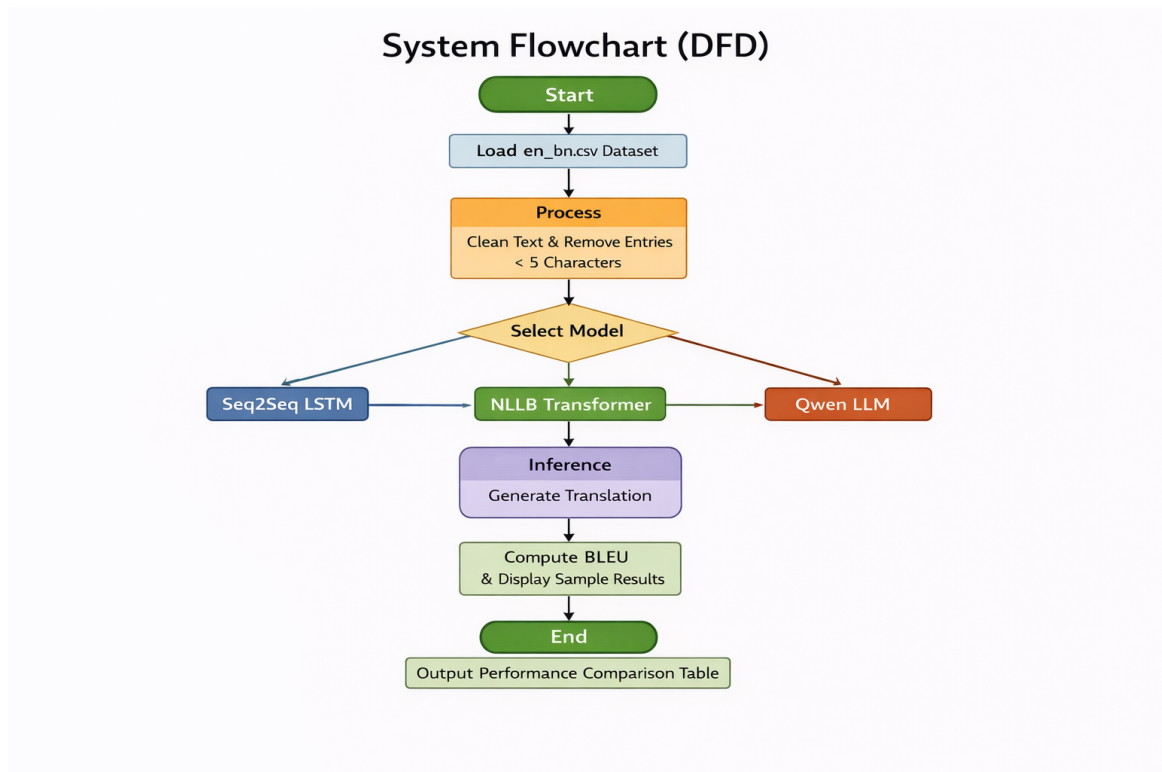 System Flowchart (DFD)
Start
Load en_bn.csv Dataset
Process
Clean Text & Remove Entries
< 5 Characters
Select Model
Seq2Seq LSTM
NLLB Transformer
Qwen LLM
Inference
Generate Translation
Compute BLEU
& Display Sample Results
End
Output Performance Comparison Table